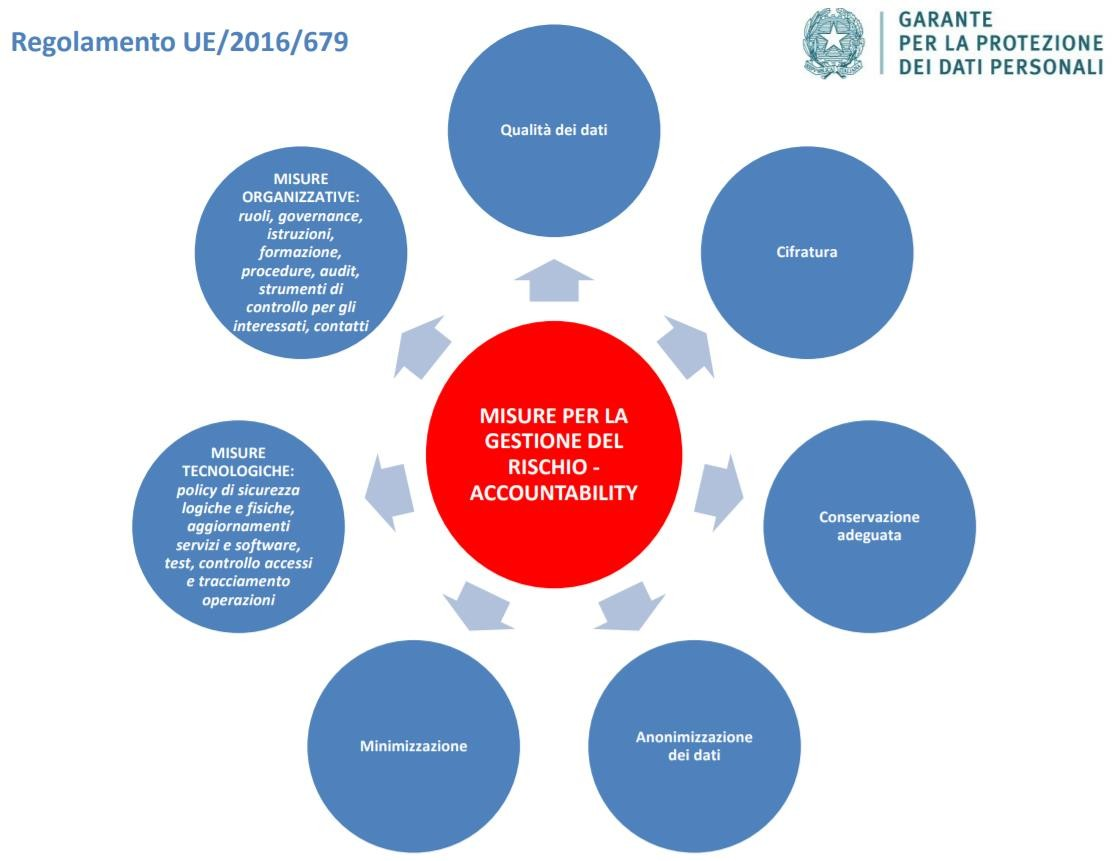 Regolamento UE/2016/679
GARANTE
PER LA PROTEZIONE
DEI DATI PERSONALI
Qualità dei dati
MISURE
ORGANIZZATIVE:
ruoli, governance,
istruzioni,
formazione,
procedure, audit,
strumenti di
controllo per gli
interessati, contatti
Cifratura
MISURE PER LA
GESTIONE DEL
RISCHIO -
ACCOUNTABILITY
MISURE
TECNOLOGICHE:
policy di sicurezza
logiche e fisiche,
aggiornamenti
servizi e software,
test, controllo accessi
e tracciamento
operazioni
Conservazione
adeguata
Minimizzazione
Anonimizzazione
dei dati